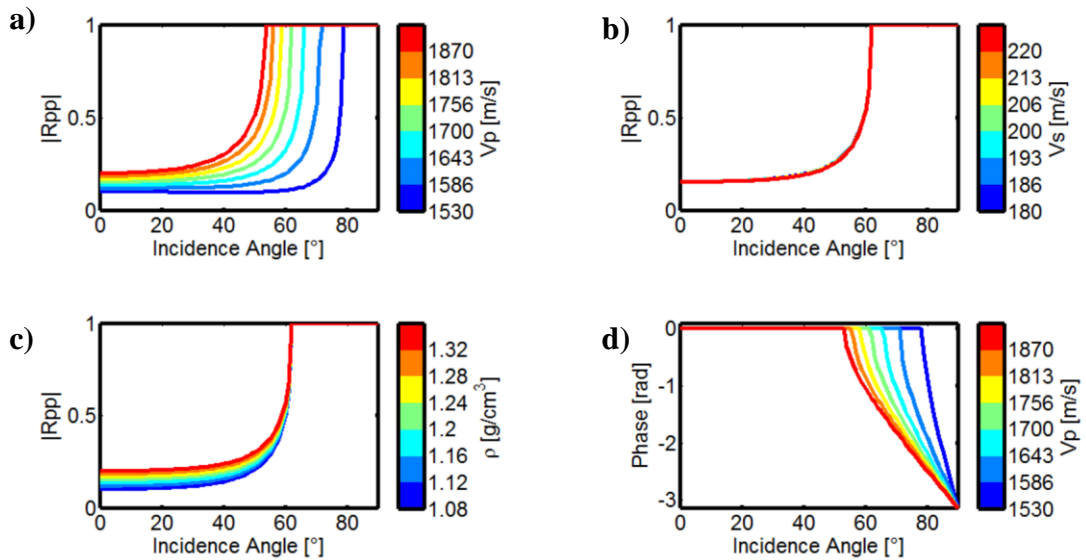 a)
1
0.5
0
|Rpp|
0 20 40 60 80
Incidence Angle [°]
1870
1813
1756
1700
1643
1586
1530
Vp [m/s]
b)
1
0.5
0
|Rpp|
0 20 40 60 80
Incidence Angle [°]
220
213
206
200
193
186
180
Vs [m/s]
c)
1
0.5
0
|Rpp|
0 20 40 60 80
Incidence Angle [°]
1.32
1.28
1.24
1.2
1.16
1.12
1.08
ρ [g/cm³]
d)
0
-1
-2
-3
Phase [rad]
0 20 40 60 80
Incidence Angle [°]
1870
1813
1756
1700
1643
1586
1530
Vp [m/s]